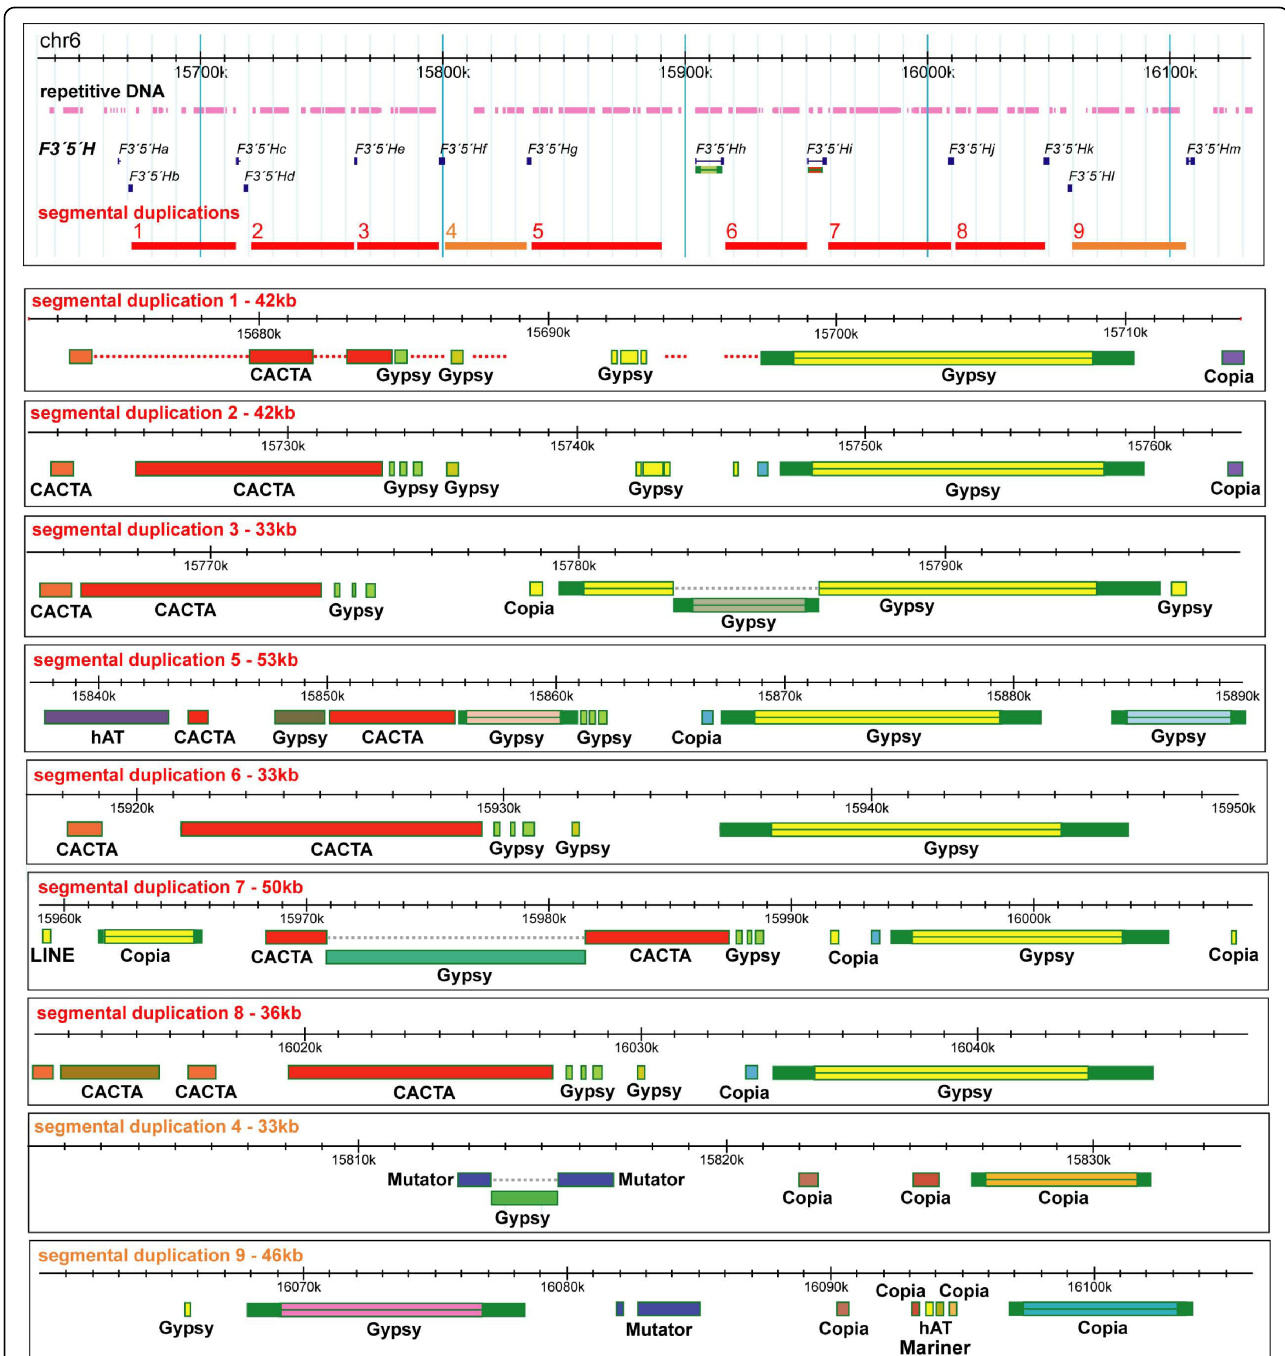 chr6
15700k 15800k 15900k 16000k 16100k
repetitive DNA
F3´5´H
F3´5´Ha F3´5´Hc F3´5´He F3´5´Hf F3´5´Hg F3´5´Hh F3´5´Hi F3´5´Hj F3´5´Hk F3´5´Hm
F3´5´Hb F3´5´Hd F3´5´Hl
segmental duplications
1 2 3 4 5 6 7 8 9
segmental duplication 1 - 42kb
15680k 15690k 15700k 15710k
CACTA Gypsy Gypsy Gypsy Gypsy Copia
segmental duplication 2 - 42kb
15730k 15740k 15750k 15760k
CACTA CACTA Gypsy Gypsy Gypsy Gypsy Copia
segmental duplication 3 - 33kb
15770k 15780k 15790k
CACTA CACTA Gypsy Copia Gypsy Gypsy
Gypsy
segmental duplication 5 - 53kb
15840k 15850k 15860k 15870k 15880k 15890k
hAT CACTA Gypsy CACTA Gypsy Gypsy Copia Gypsy Gypsy
segmental duplication 6 - 33kb
15920k 15930k 15940k 15950k
CACTA CACTA Gypsy Gypsy Gypsy
segmental duplication 7 - 50kb
15960k 15970k 15980k 15990k 16000k
LINE Copia CACTA CACTA Gypsy Copia Gypsy Copia
Gypsy
segmental duplication 8 - 36kb
16020k 16030k 16040k
CACTA CACTA CACTA Gypsy Gypsy Copia Gypsy
segmental duplication 4 - 33kb
15810k 15820k 15830k
Mutator Mutator
Copia Copia Copia
Gypsy
segmental duplication 9 - 46kb
16070k 16080k 16090k 16100k
Copia Copia
Gypsy Gypsy Mutator Copia hAT Copia
Mariner